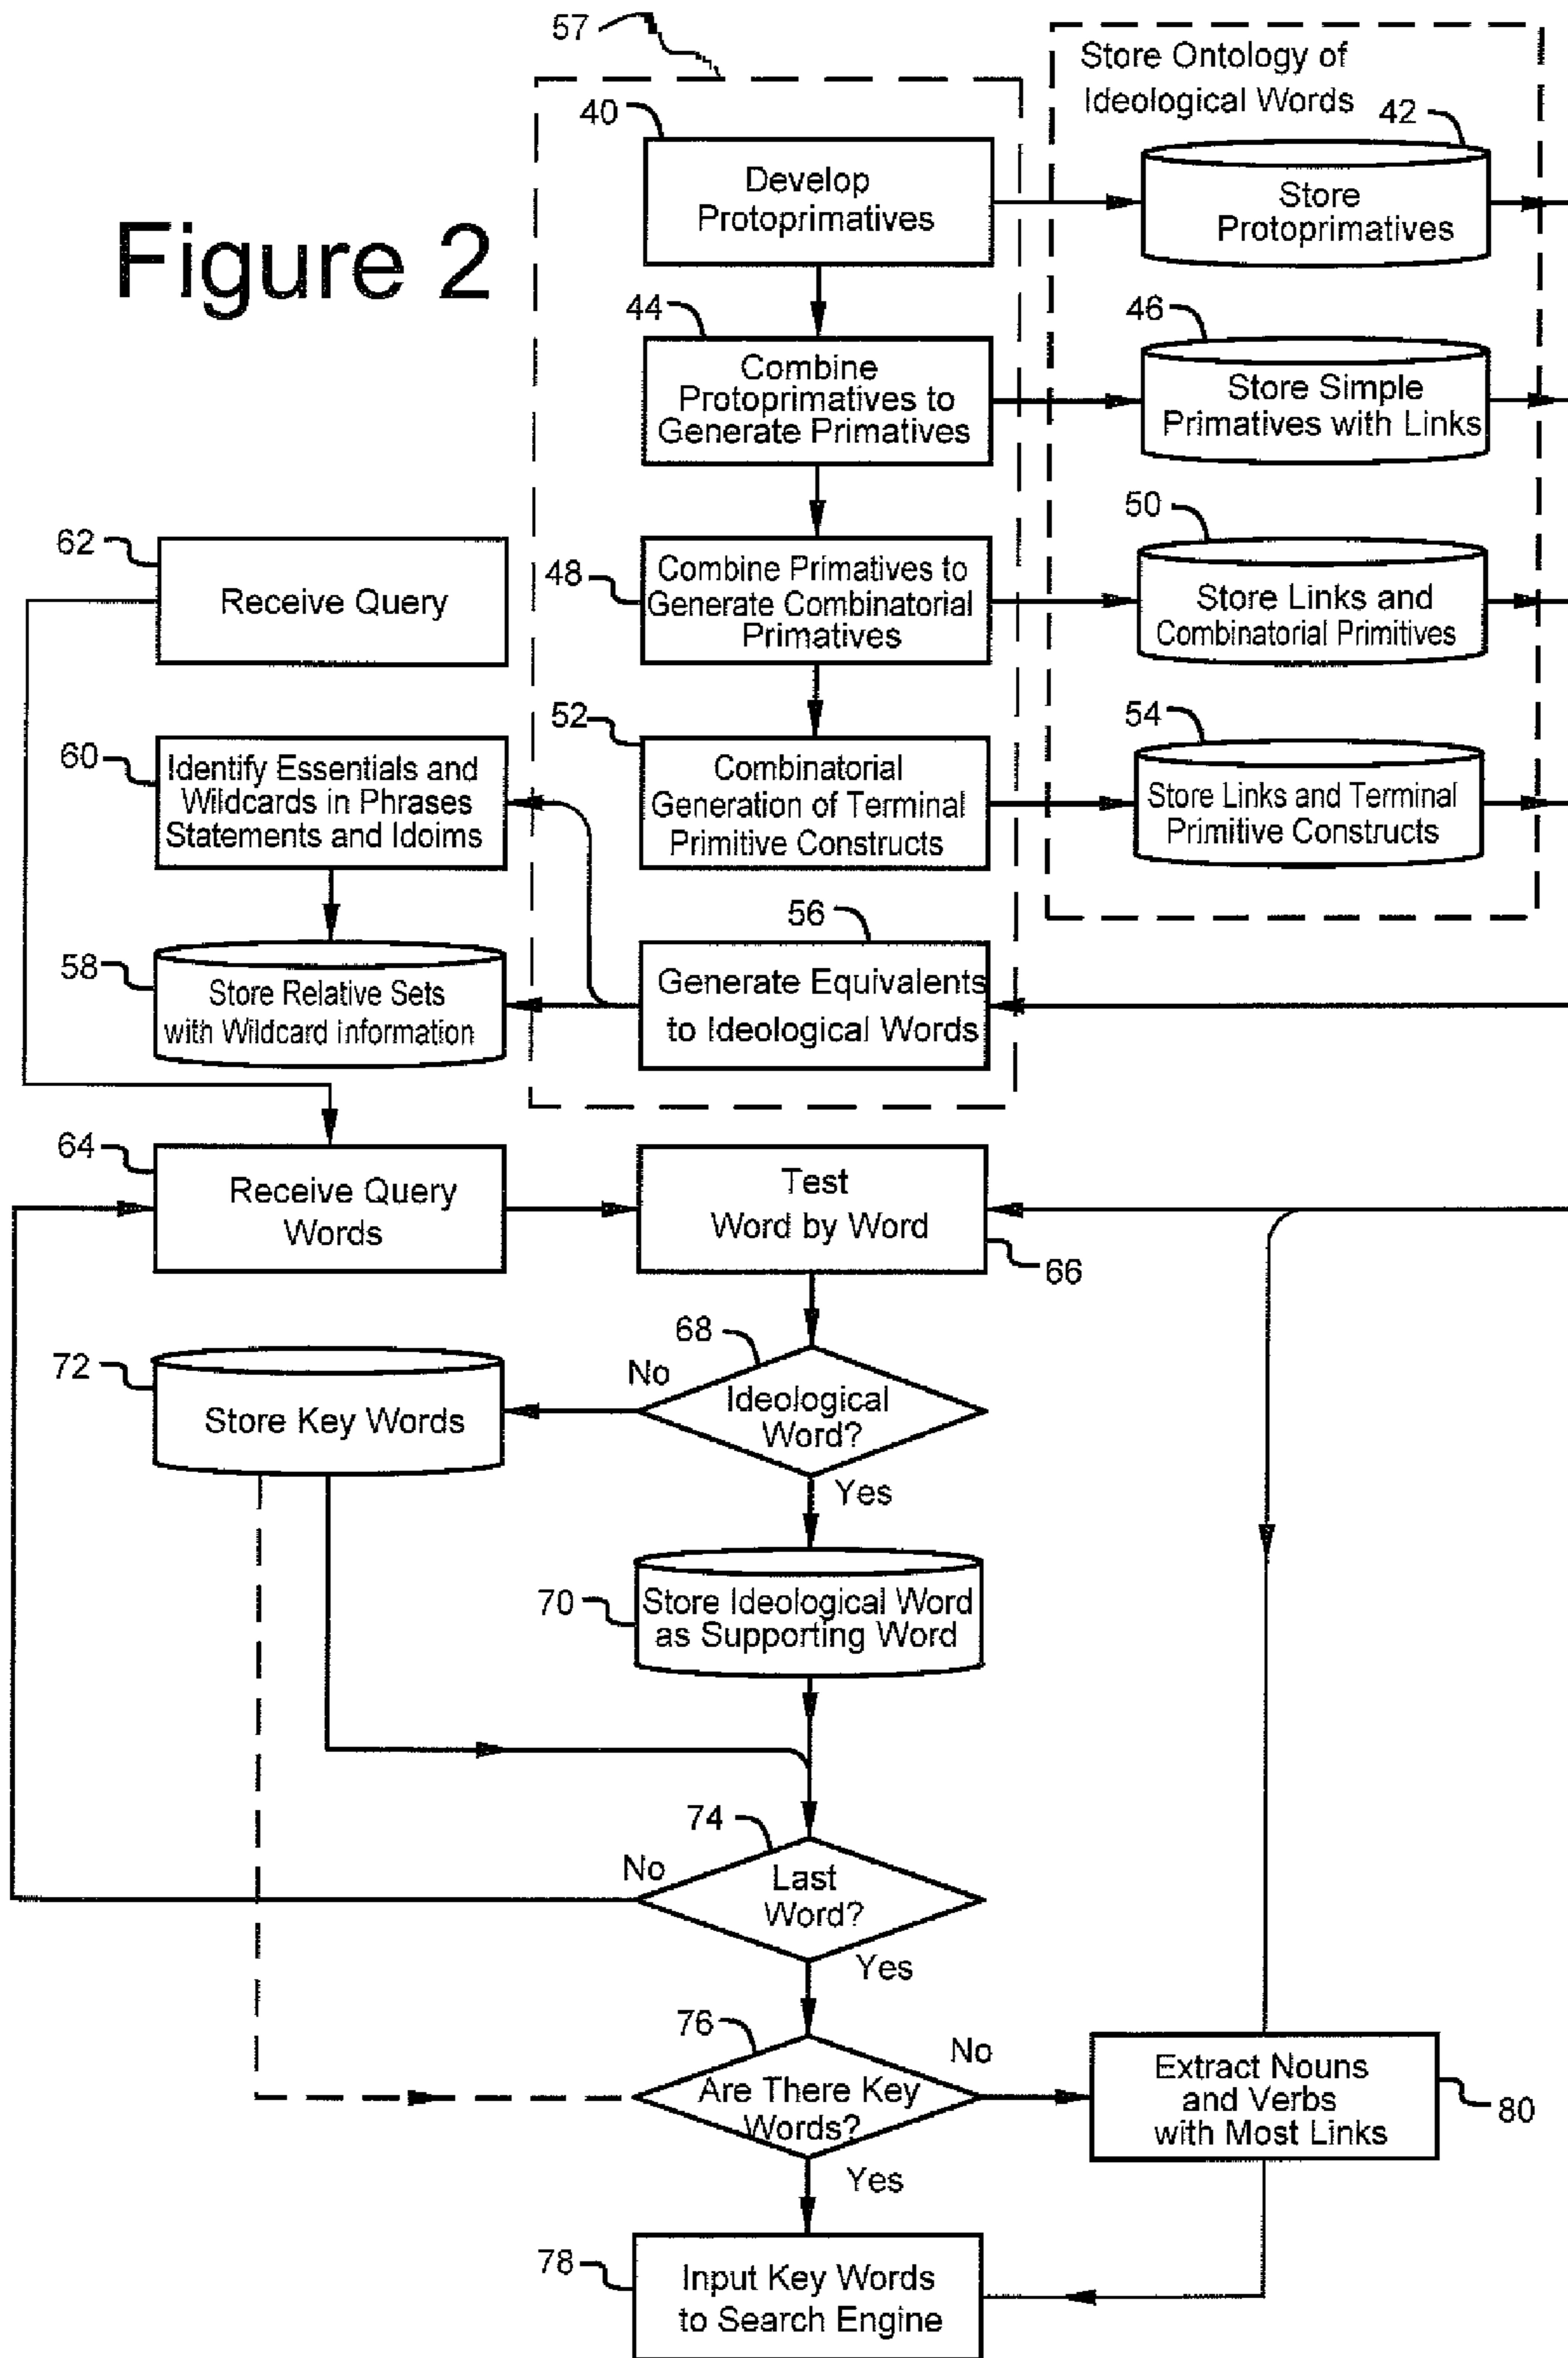 57
Store Ontology of
Ideological Words
40
42
Develop
Protoprimatives
Store
Protoprimatives
Figure 2
44
46
Combine
Protoprimatives to
Generate Primatives
Store Simple
Primatives with Links
62
Receive Query
48
50
Combine Primatives to
Generate Combinatorial
Primatives
Store Links and
Combinatorial Primitives
60
Identify Essentials and
Wildcards in Phrases
Statements and Idoims
52
54
Combinatorial
Generation of Terminal
Primitive Constructs
Store Links and Terminal
Primitive Constructs
58
Store Relative Sets
with Wildcard Information
56
Generate Equivalents
to Ideological Words
64
Receive Query
Words
Test
Word by Word
66
68
72
Store Key Words
No
Ideological
Word?
Yes
70
Store Ideological Word
as Supporting Word
74
No
Last
Word?
Yes
76
Are There Key
Words?
No
Extract Nouns
and Verbs
with Most Links
80
Yes
78
Input Key Words
to Search Engine